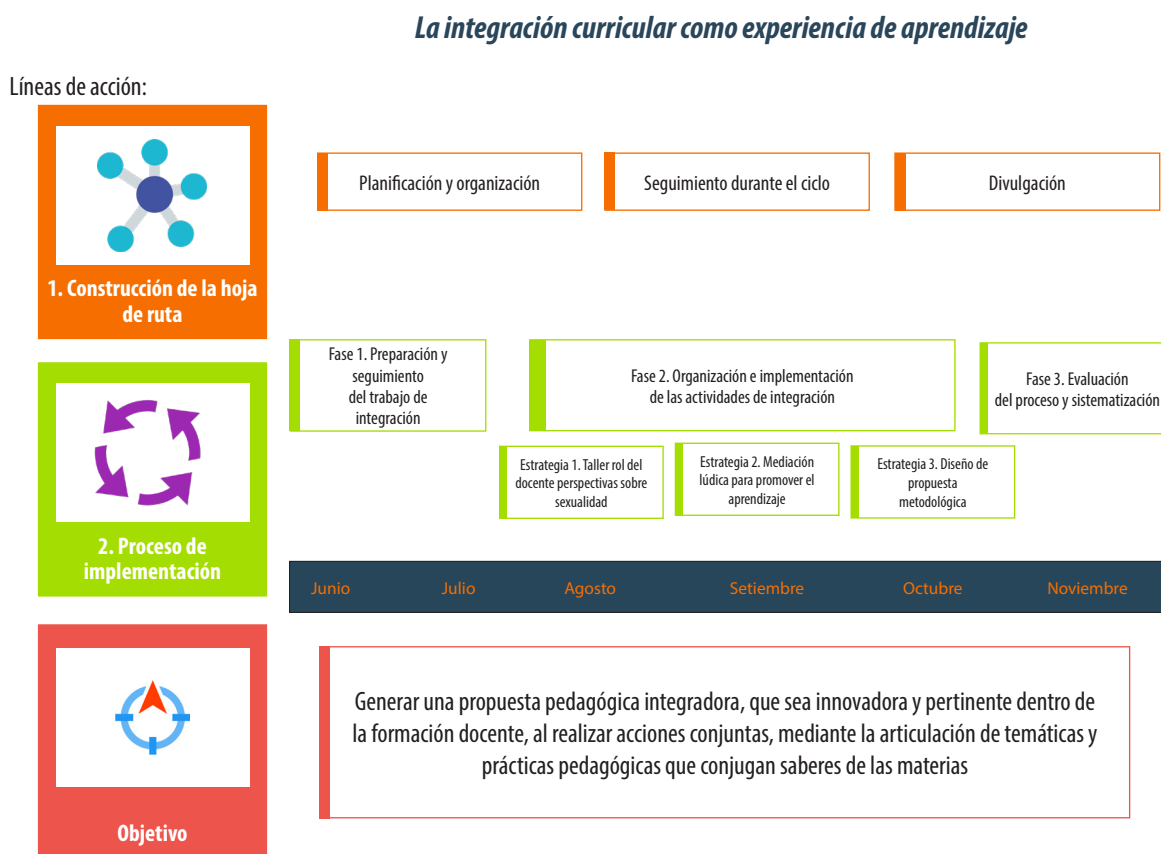 La integración curricular como experiencia de aprendizaje
Líneas de acción:
1. Construcción de la hoja
de ruta
Planificación y organización
Seguimiento durante el ciclo
Divulgación
2. Proceso de
implementación
Fase 1. Preparación y
seguimiento
del trabajo de
integración
Fase 2. Organización e implementación
de las actividades de integración
Fase 3. Evaluación
del proceso y sistematización
Estrategia 1. Taller rol del
docente perspectivas sobre
sexualidad
Estrategia 2. Mediación
lúdica para promover el
aprendizaje
Estrategia 3. Diseño de
propuesta
metodológica
Junio Julio Agosto Setiembre Octubre Noviembre
Objetivo
Generar una propuesta pedagógica integradora, que sea innovadora y pertinente dentro de
la formación docente, al realizar acciones conjuntas, mediante la articulación de temáticas y
prácticas pedagógicas que conjugan saberes de las materias